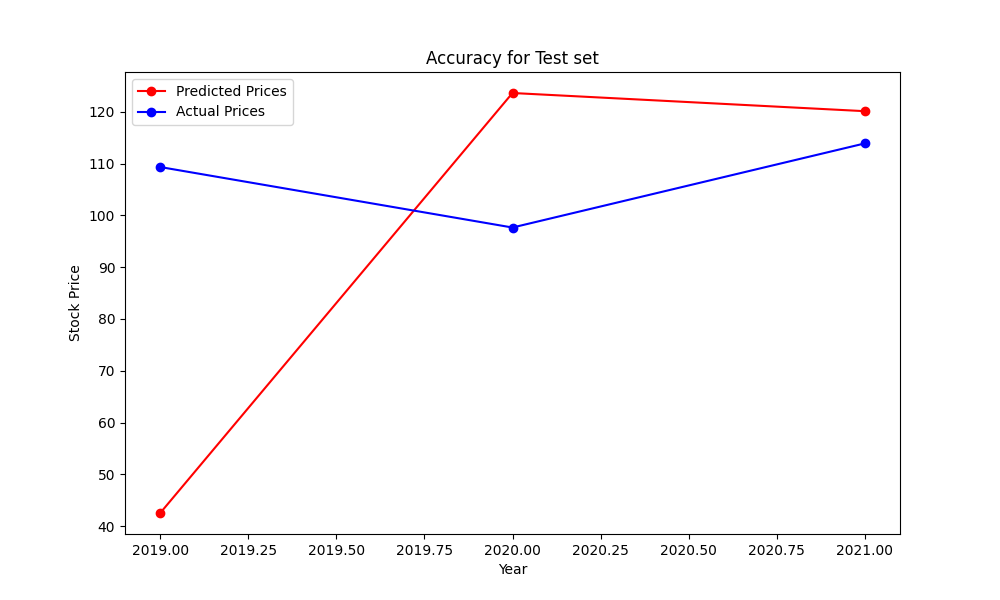 Accuracy for Test set
Predicted Prices
Actual Prices
120
110
100
90
80
70
60
50
40
Stock Price
2019.00 2019.25 2019.50 2019.75 2020.00 2020.25 2020.50 2020.75 2021.00
Year